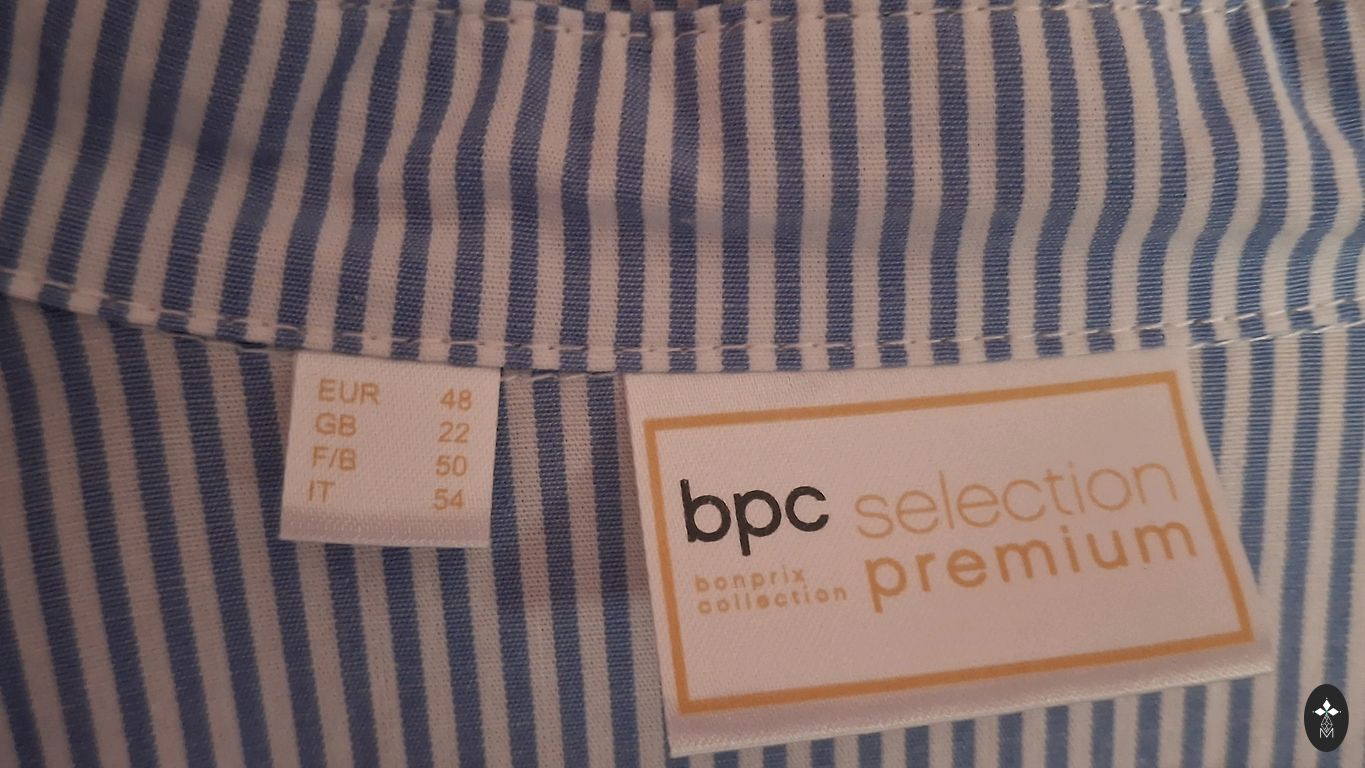 EUR 48
GB 22
F/B 50
IT 54
bpc selection
premium
bonprix
collection
M